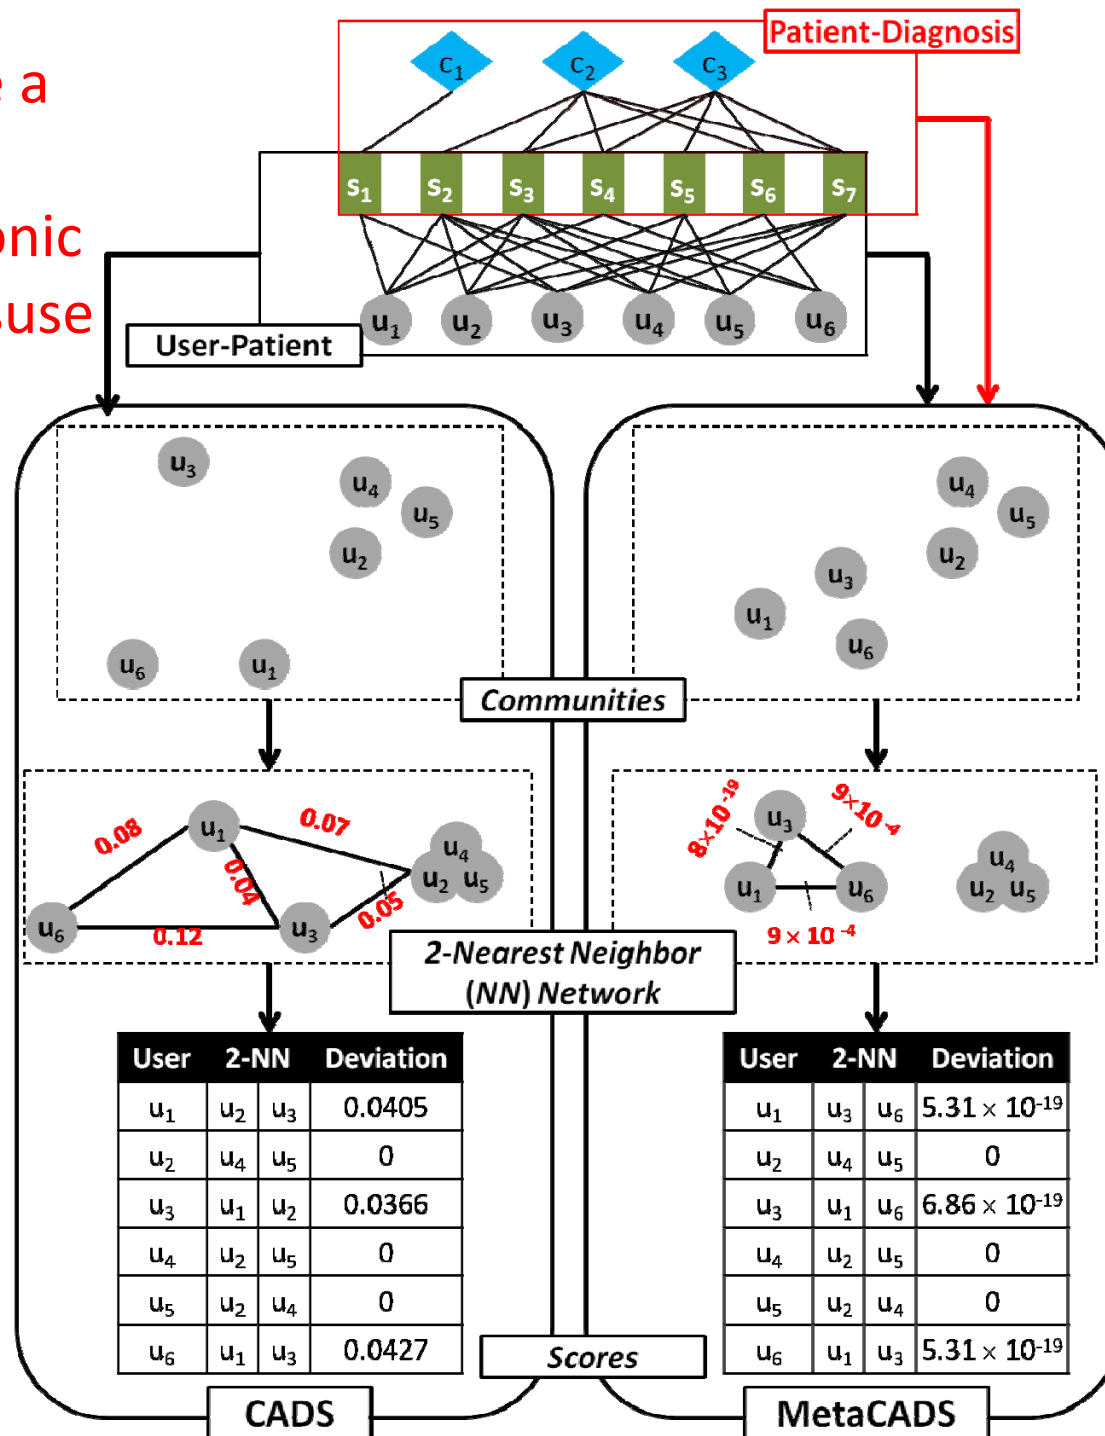 e a
onic
suse
Patient-Diagnosis
c1 c2 c3
s1 s2 s3 s4 s5 s6 s7
u1 u2 u3 u4 u5 u6
User-Patient
u3
u4
u5
u2
u6 u1
u4
u5
u2
u3
u1
u6
Communities
0.08
u1
0.07
0.04
u4
u2 u5
0.05
u6
0.12
u3
8×10-19
u3
9×10-4
u1
u6
9 × 10-4
u4
u2 u5
2-Nearest Neighbor
(NN) Network
User 2-NN Deviation
u1 u2 u3 0.0405
u2 u4 u5 0
u3 u1 u2 0.0366
u4 u2 u5 0
u5 u2 u4 0
u6 u1 u3 0.0427
User 2-NN Deviation
u1 u3 u6 5.31 × 10-19
u2 u4 u5 0
u3 u1 u6 6.86 × 10-19
u4 u2 u5 0
u5 u2 u4 0
u6 u1 u3 5.31 × 10-19
Scores
CADS
MetaCADS